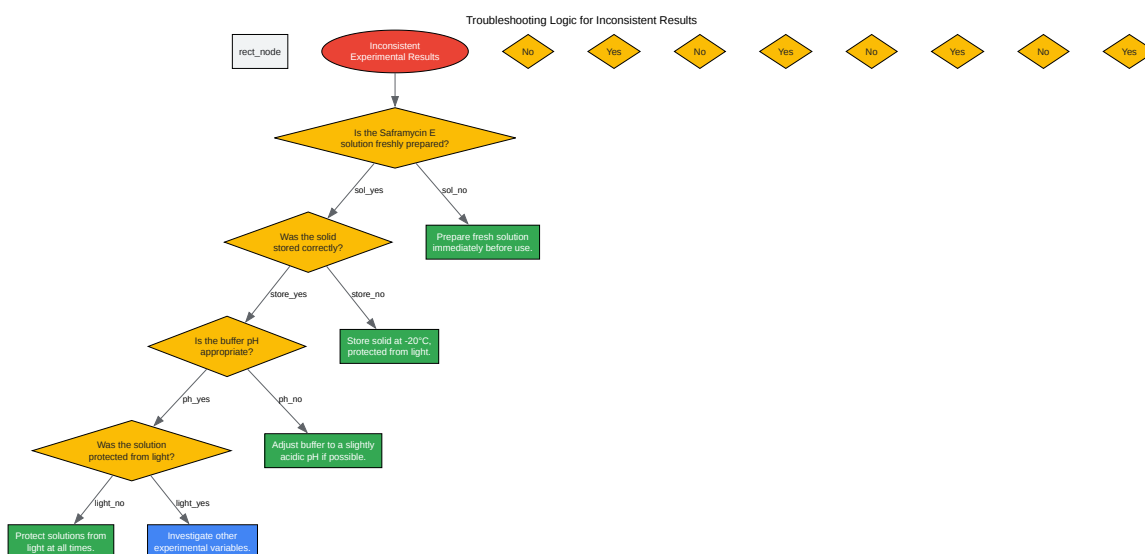 Troubleshooting Logic for Inconsistent Results
rect_node
Inconsistent
Experimental Results
No
Yes
No
Yes
No
Yes
No
Yes
Is the Saframycin E
solution freshly prepared?
sol_yes
sol_no
Was the solid
stored correctly?
Prepare fresh solution
immediately before use.
store_yes
store_no
Is the buffer pH
appropriate?
Store solid at -20°C,
protected from light.
ph_yes
ph_no
Was the solution
protected from light?
Adjust buffer to a slightly
acidic pH if possible.
light_no
light_yes
Protect solutions from
light at all times.
Investigate other
experimental variables.